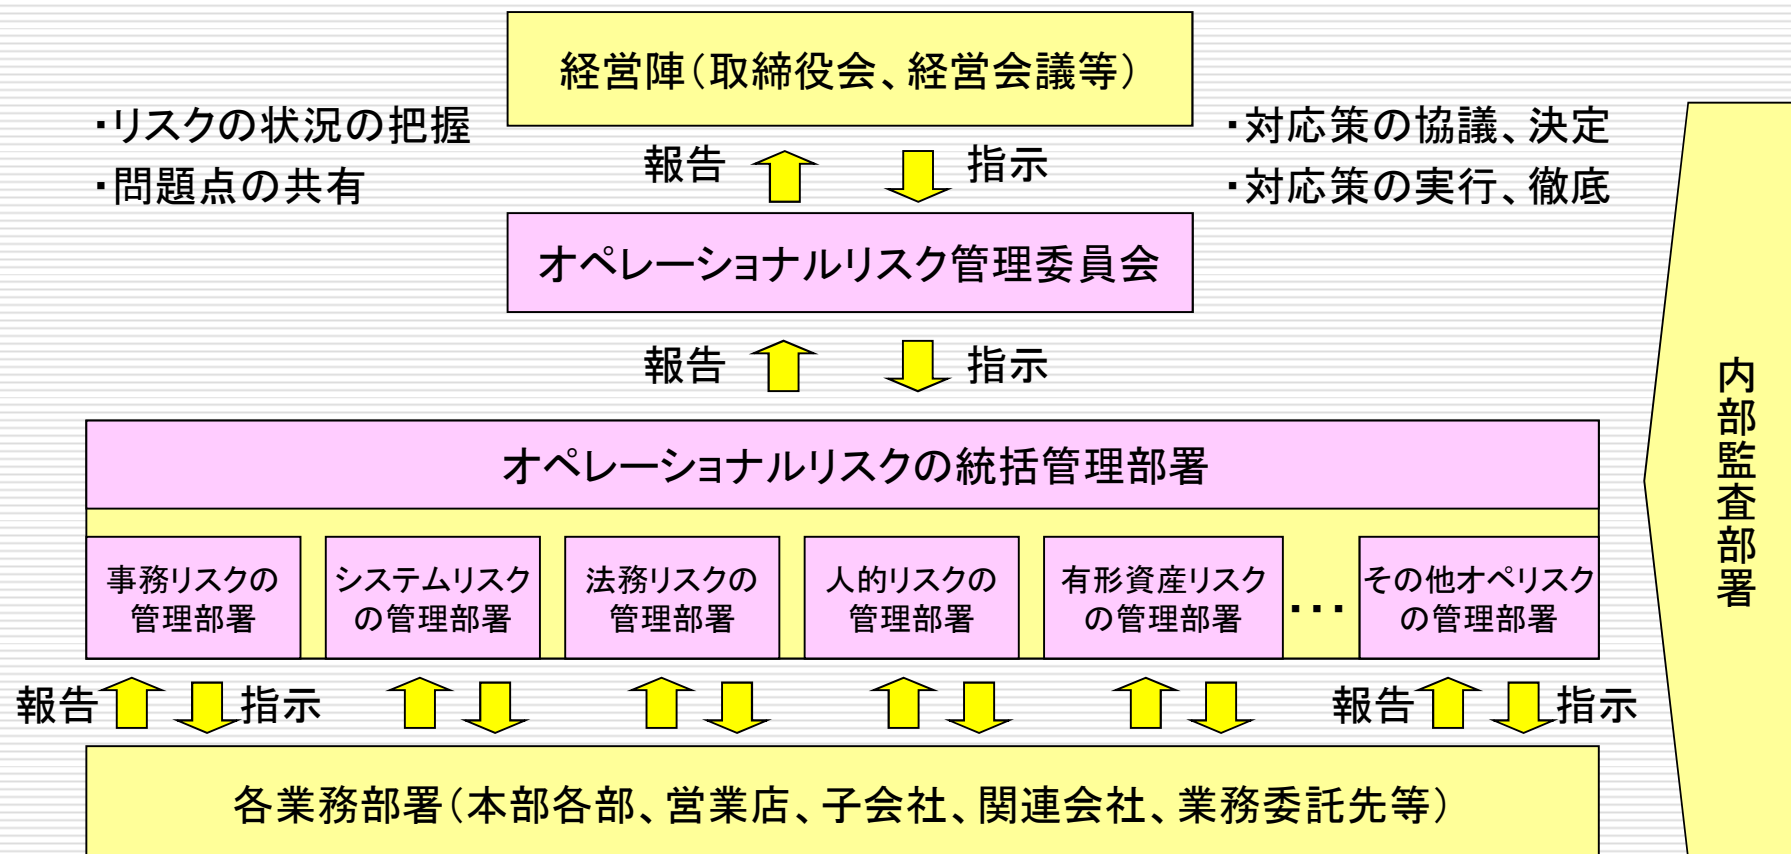 経営陣(取締役会、経営会議等)
・リスクの状況の把握
・問題点の共有
・対応策の協議、決定
・対応策の実行、徹底
報告
指示
オペレーショナルリスク管理委員会
報告
指示
オペレーショナルリスクの統括管理部署
事務リスクの
管理部署
システムリスク
の管理部署
法務リスクの
管理部署
人的リスクの
管理部署
有形資産リスク
の管理部署
・・・
その他オペリスク
の管理部署
報告
指示
報告
指示
各業務部署(本部各部、営業店、子会社、関連会社、業務委託先等)
内部監査部署